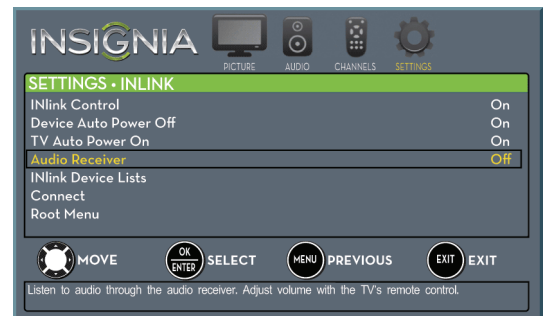 INSIGNIA
PICTURE AUDIO CHANNELS SETTINGS
SETTINGS • INLINK
INlink Control On
Device Auto Power Off On
TV Auto Power On On
Audio Receiver Off
INlink Device Lists
Connect
Root Menu
MOVE OK ENTER SELECT MENU PREVIOUS EXIT EXIT
Listen to audio through the audio receiver. Adjust volume with the TV's remote control.